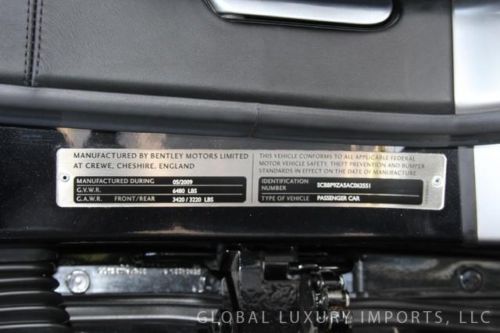 MANUFACTURED BY BENTLEY MOTORS LIMITED
AT CREWE, CHESHIRE, ENGLAND
MANUFACTURED DURING 05/2009
G.V.W.R. 6480 LBS
G.A.W.R. FRONT/REAR 3420 / 3220 LBS
THIS VEHICLE CONFORMS TO ALL APPLICABLE FEDERAL
MOTOR VEHICLE SAFETY, THEFT PREVENTION AND BUMPER
STANDARDS IN EFFECT ON THE DATE OF MANUFACTURE
IDENTIFICATION
NUMBER
TYPE OF VEHICLE PASSENGER CAR
GLOBAL LUXURY IMPORTS, LLC